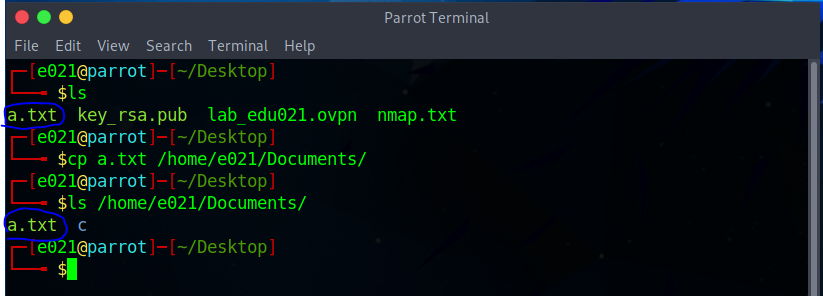 Parrot Terminal
File Edit View Search Terminal Help
┌─[e021@parrot]─[~/Desktop]
└──╼ $ls
a.txt key_rsa.pub lab_edu021.ovpn nmap.txt
┌─[e021@parrot]─[~/Desktop]
└──╼ $cp a.txt /home/e021/Documents/
┌─[e021@parrot]─[~/Desktop]
└──╼ $ls /home/e021/Documents/
a.txt c
┌─[e021@parrot]─[~/Desktop]
└──╼ $